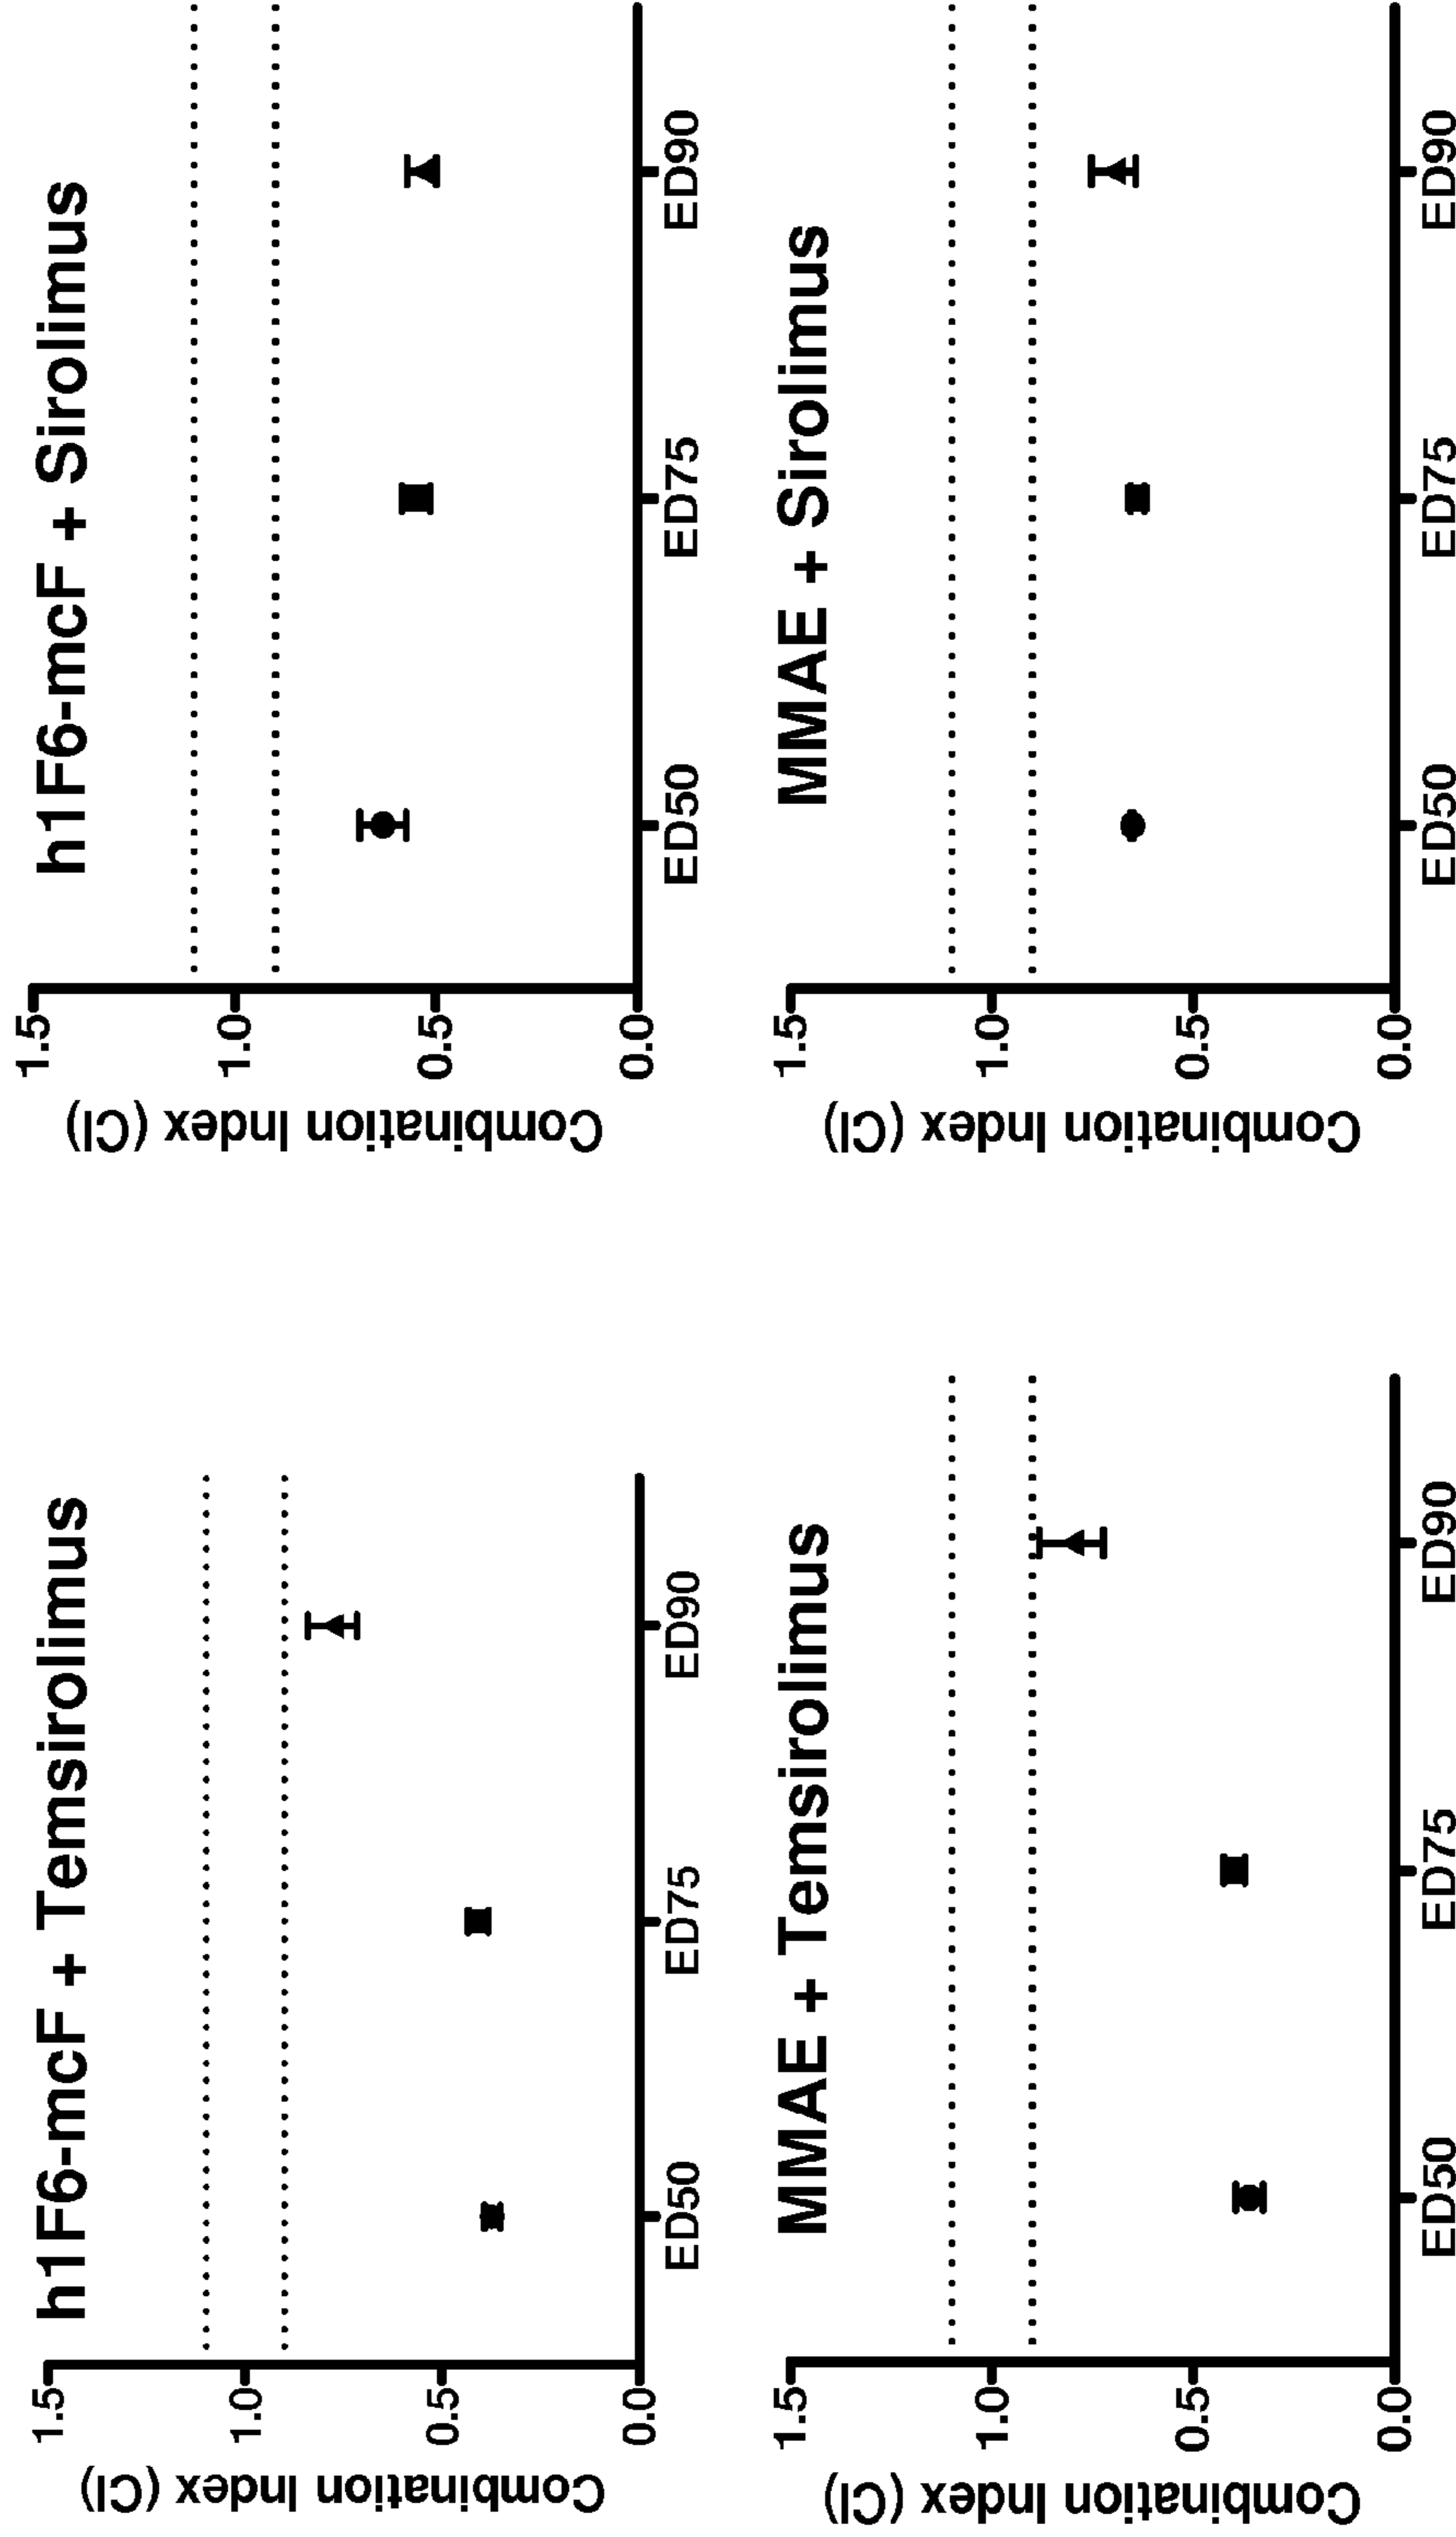 h1F6-mcF + Temsirolimus
Combination Index (CI)
1.5
1.0
0.5
0.0
ED50
ED75
ED90
h1F6-mcF + Sirolimus
Combination Index (CI)
1.5
1.0
0.5
0.0
ED50
ED75
ED90
MMAE + Temsirolimus
Combination Index (CI)
1.5
1.0
0.5
0.0
ED50
ED75
ED90
MMAE + Sirolimus
Combination Index (CI)
1.5
1.0
0.5
0.0
ED50
ED75
ED90